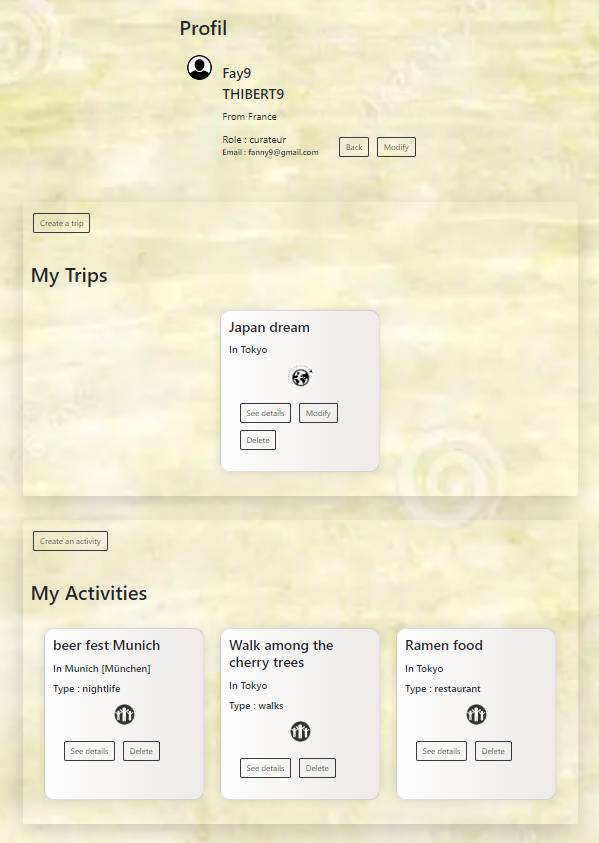 Profil
Fay9
THIBERT9
From France
Role : curateur
Email : fanny9@gmail.com
Back
Modify
Create a trip
My Trips
Japan dream
In Tokyo
See details
Modify
Delete
Create an activity
My Activities
beer fest Munich
In Munich [München]
Type : nightlife
See details
Delete
Walk among the
cherry trees
In Tokyo
Type : walks
See details
Delete
Ramen food
In Tokyo
Type : restaurant
See details
Delete